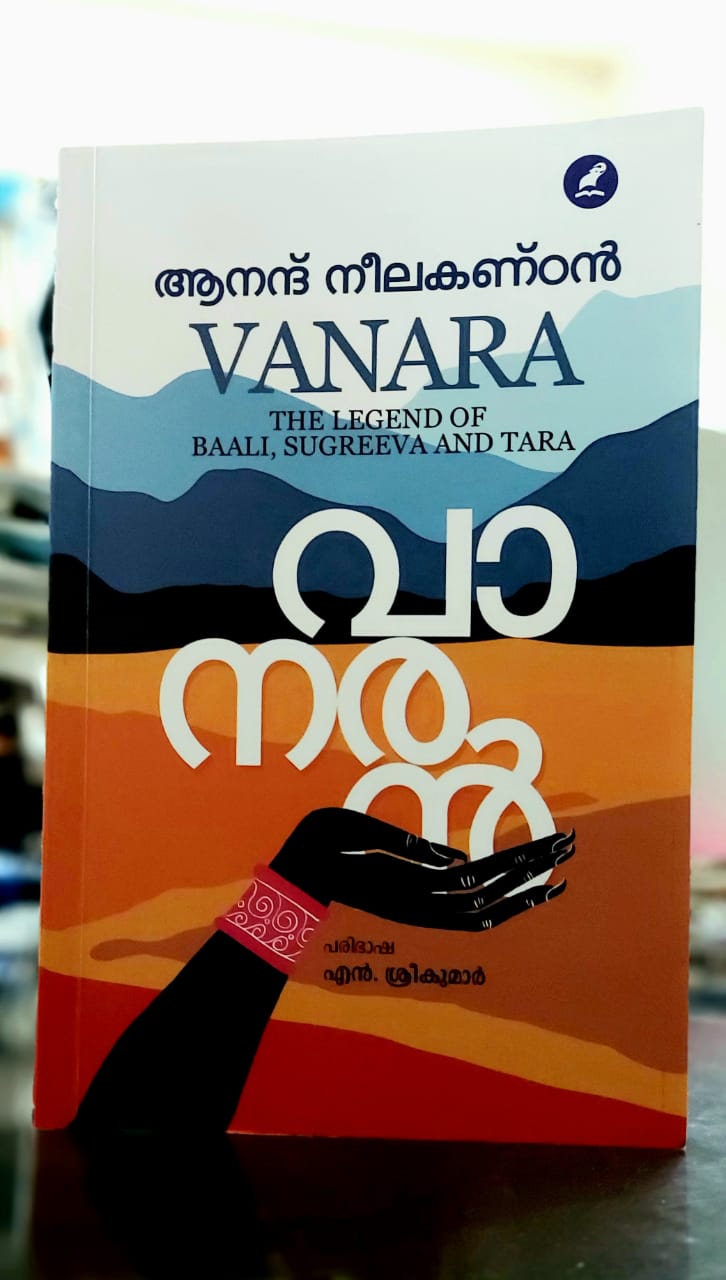 ആനന്ദ് നീലകണ്ഠൻ
VANARA
THE LEGEND OF
BAALI, SUGREEVA AND TARA
വാ
നര
ൻ
പരിഭാഷ
എൻ. ശ്രീകുമാർ